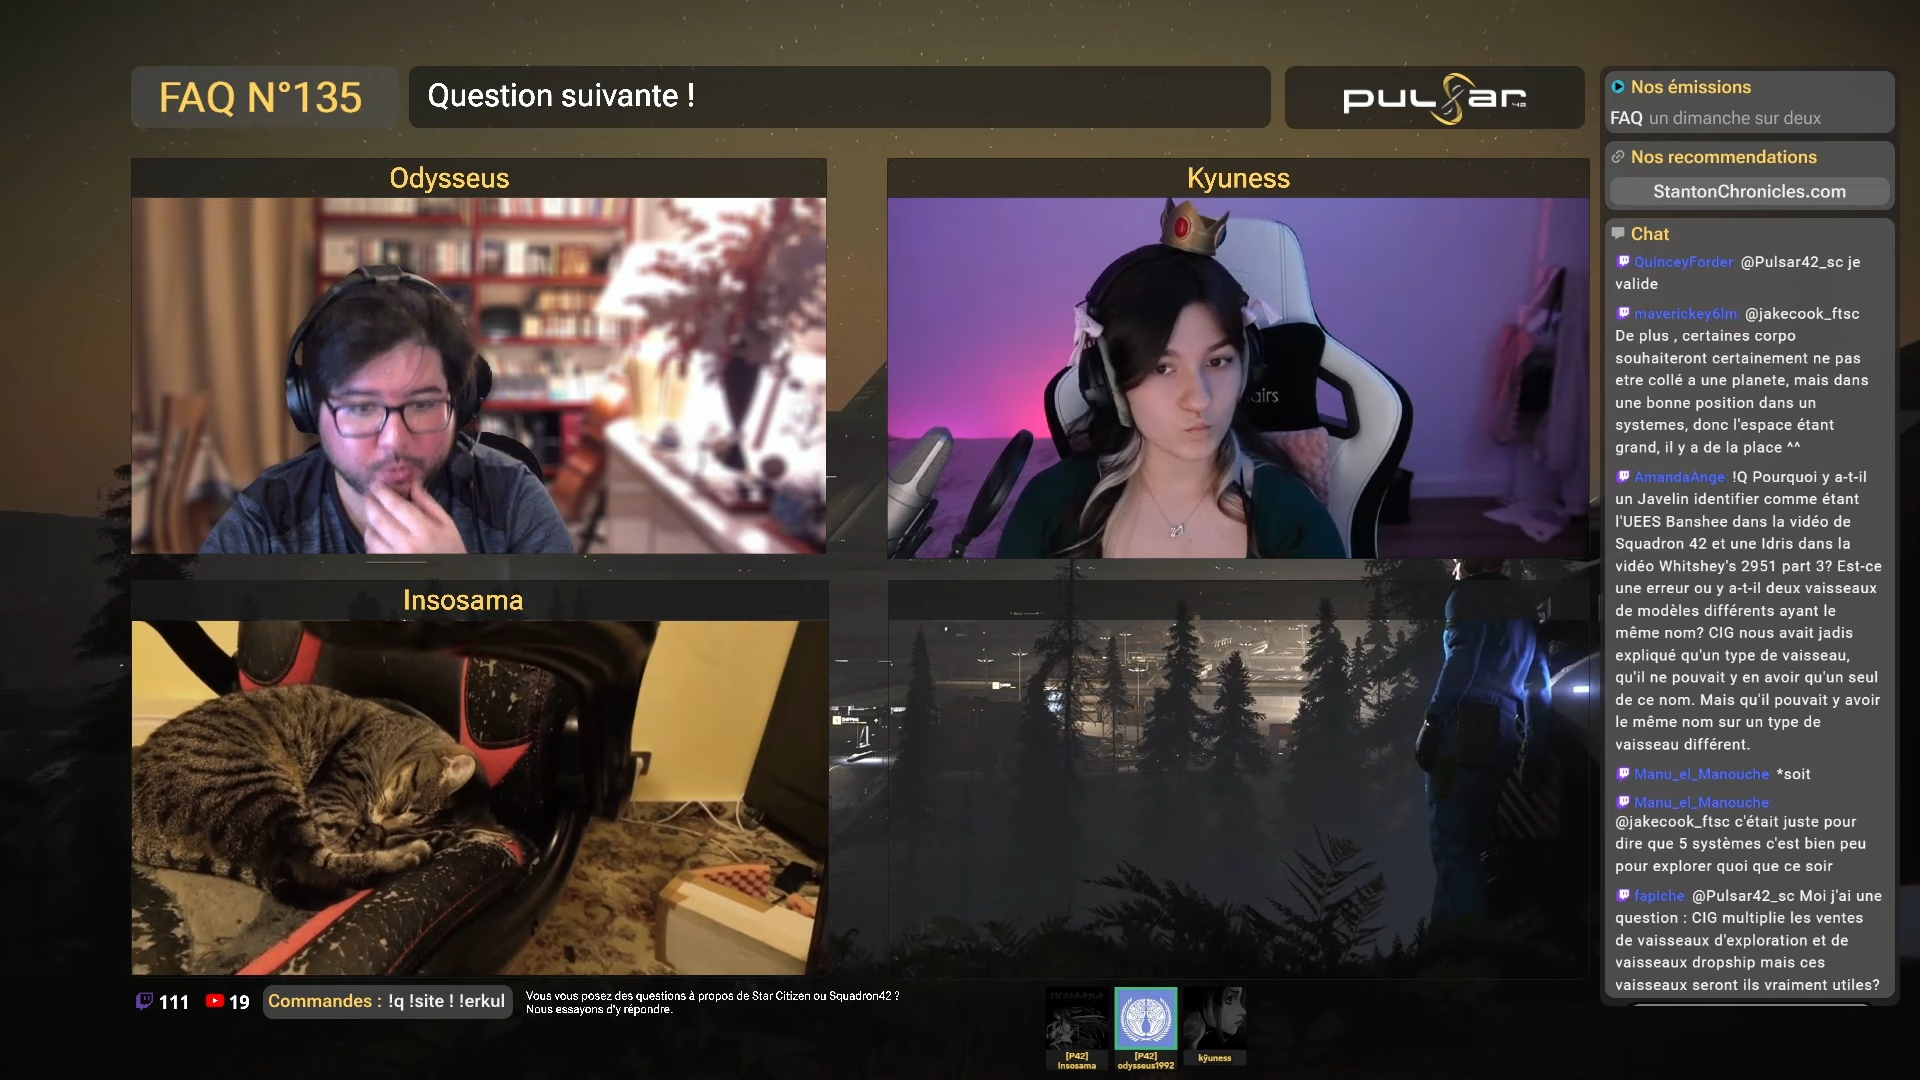 FAQ N°135
Question suivante !
pulsar 42
Odysseus
Kyuness
airs
Insosama
111
19
Commandes : !q !site ! !erkul
Vous vous posez des questions à propos de Star Citizen ou Squadron42 ?
Nous essayons d'y répondre.
[P42]
Insosama
[P42]
odysseus1992
kÿuness
Nos émissions
FAQ un dimanche sur deux
Nos recommendations
StantonChronicles.com
Chat
QuinceyForder @Pulsar42_sc je
valide
maverickey6lm @jakecook_ftsc
De plus , certaines corpo
souhaiteront certainement ne pas
etre collé a une planete, mais dans
une bonne position dans un
systemes, donc l'espace étant
grand, il y a de la place ^^
AmandaAnge !Q Pourquoi y a-t-il
un Javelin identifier comme étant
l'UEES Banshee dans la vidéo de
Squadron 42 et une Idris dans la
vidéo Whitshey's 2951 part 3? Est-ce
une erreur ou y a-t-il deux vaisseaux
de modèles différents ayant le
même nom? CIG nous avait jadis
expliqué qu'un type de vaisseau,
qu'il ne pouvait y en avoir qu'un seul
de ce nom. Mais qu'il pouvait y avoir
le même nom sur un type de
vaisseau différent.
Manu_el_Manouche *soit
Manu_el_Manouche
@jakecook_ftsc c'était juste pour
dire que 5 systèmes c'est bien peu
pour explorer quoi que ce soir
fapiche @Pulsar42_sc Moi j'ai une
question : CIG multiplie les ventes
de vaisseaux d'exploration et de
vaisseaux dropship mais ces
vaisseaux seront ils vraiment utiles?